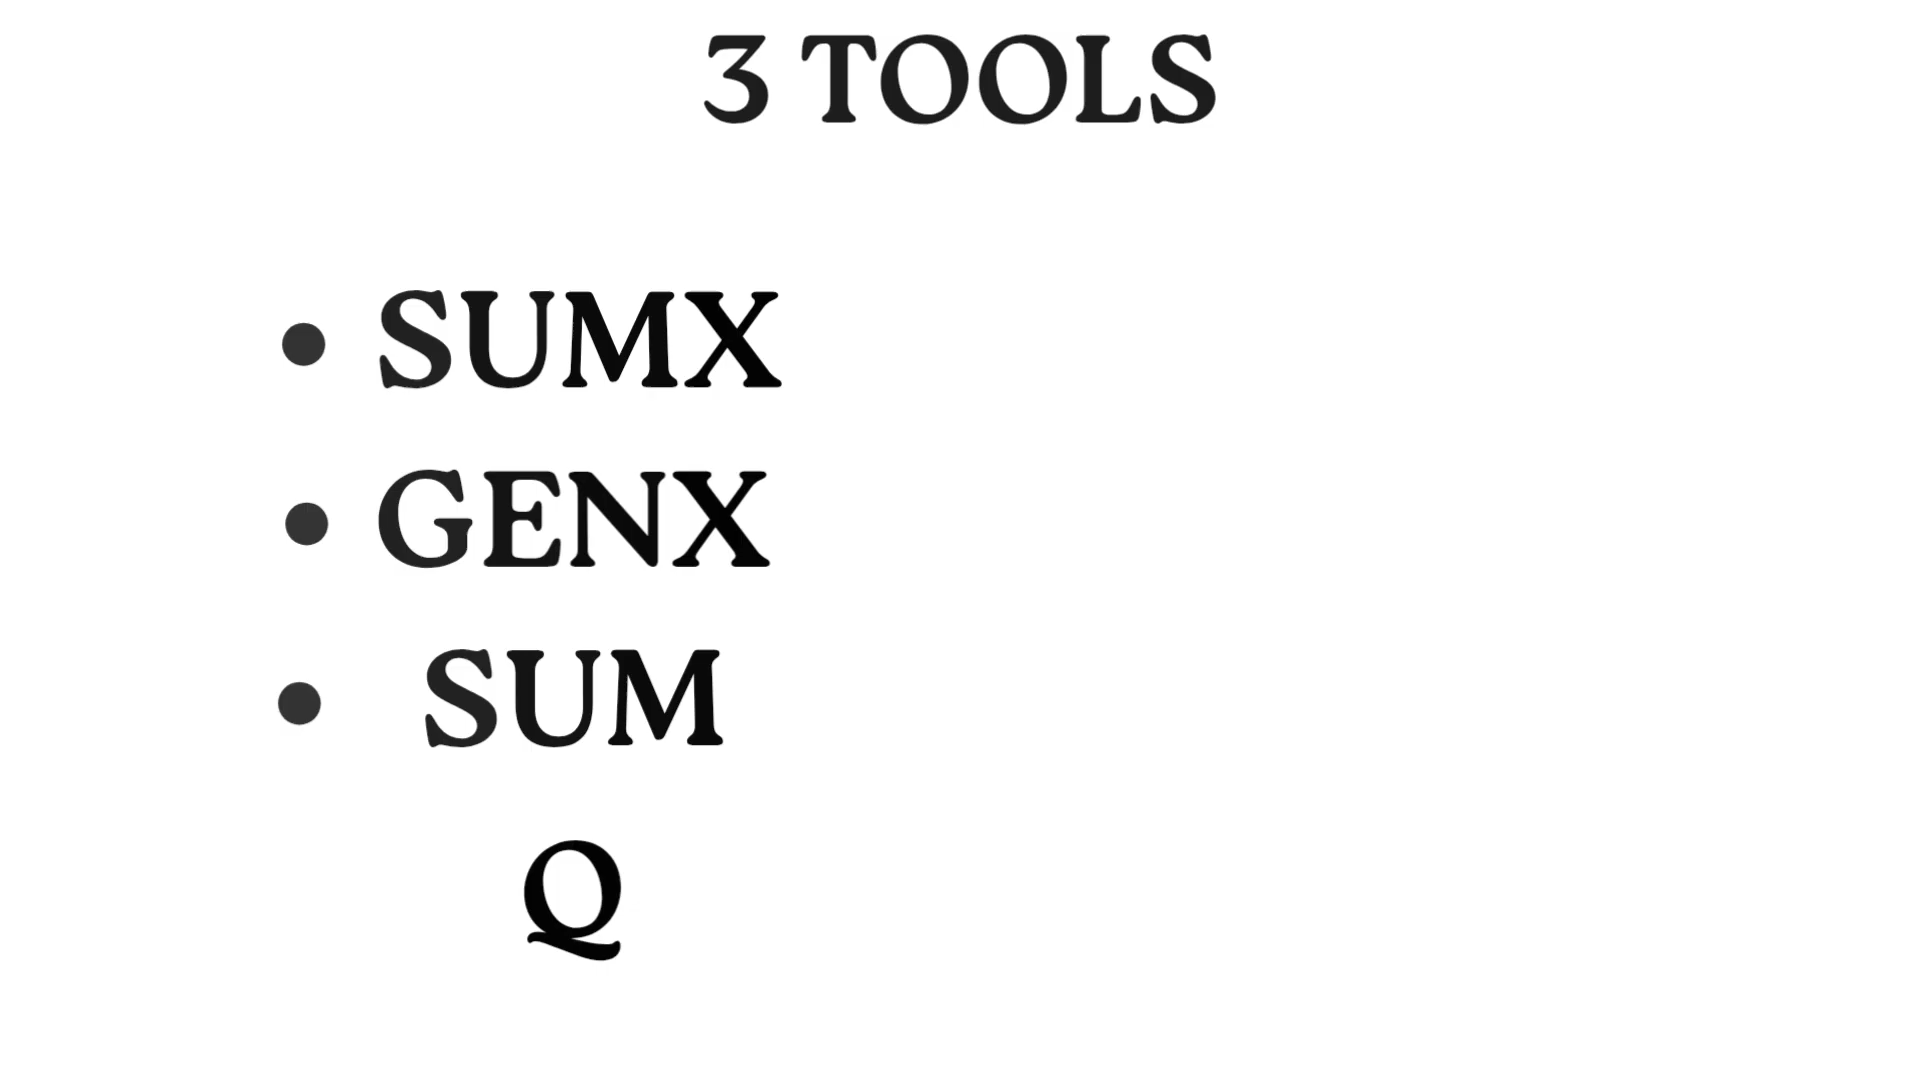 3 TOOLS
• SUMX
• GENX
• SUM
Q